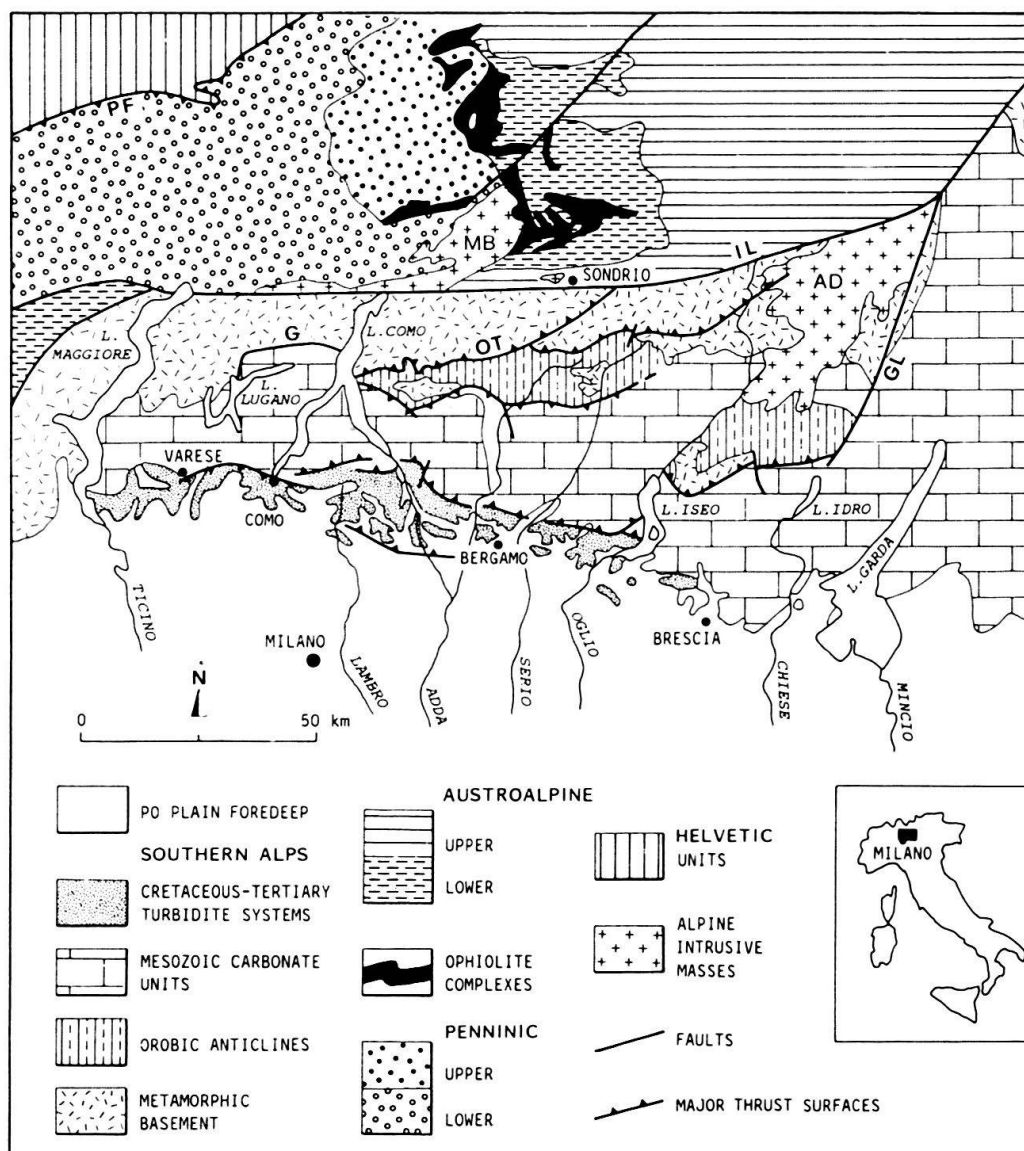 PF
MB
IL
SONDRIO
AD
L.
MAGGIORE
G
L.COMO
OT
GL
L.
LUGANO
VARESE
COMO
L.ISEO
L.IDRO
L.GARDA
BERGAMO
TICINO
MILANO
LAMBRO
ADDA
SERIO
OGLIO
BRESCIA
CHIESE
MINCIO
N
0 50 km
PO PLAIN FOREDEEP
SOUTHERN ALPS
CRETACEOUS-TERTIARY
TURBIDITE SYSTEMS
MESOZOIC CARBONATE
UNITS
OROBIC ANTICLINES
METAMORPHIC
BASEMENT
AUSTROALPINE
UPPER
LOWER
OPHIOLITE
COMPLEXES
PENNINIC
UPPER
LOWER
HELVETIC
UNITS
ALPINE
INTRUSIVE
MASSES
FAULTS
MAJOR THRUST SURFACES
MILANO